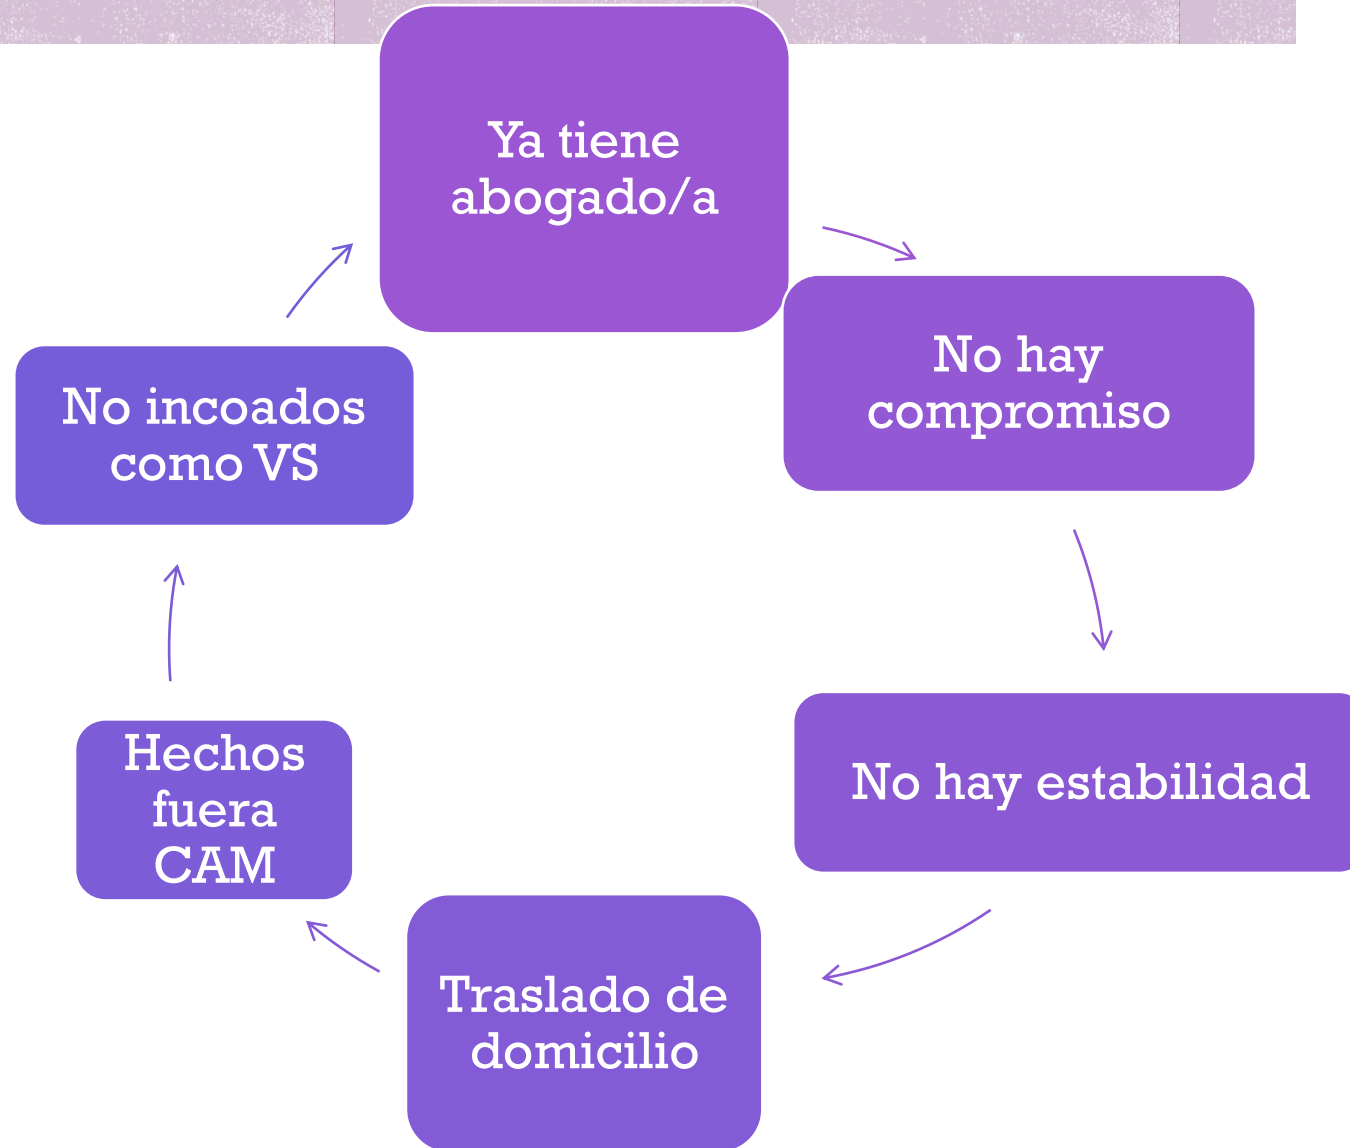 Ya tiene
abogado/a
No hay
compromiso
No hay estabilidad
Traslado de
domicilio
Hechos
fuera
CAM
No incoados
como VS